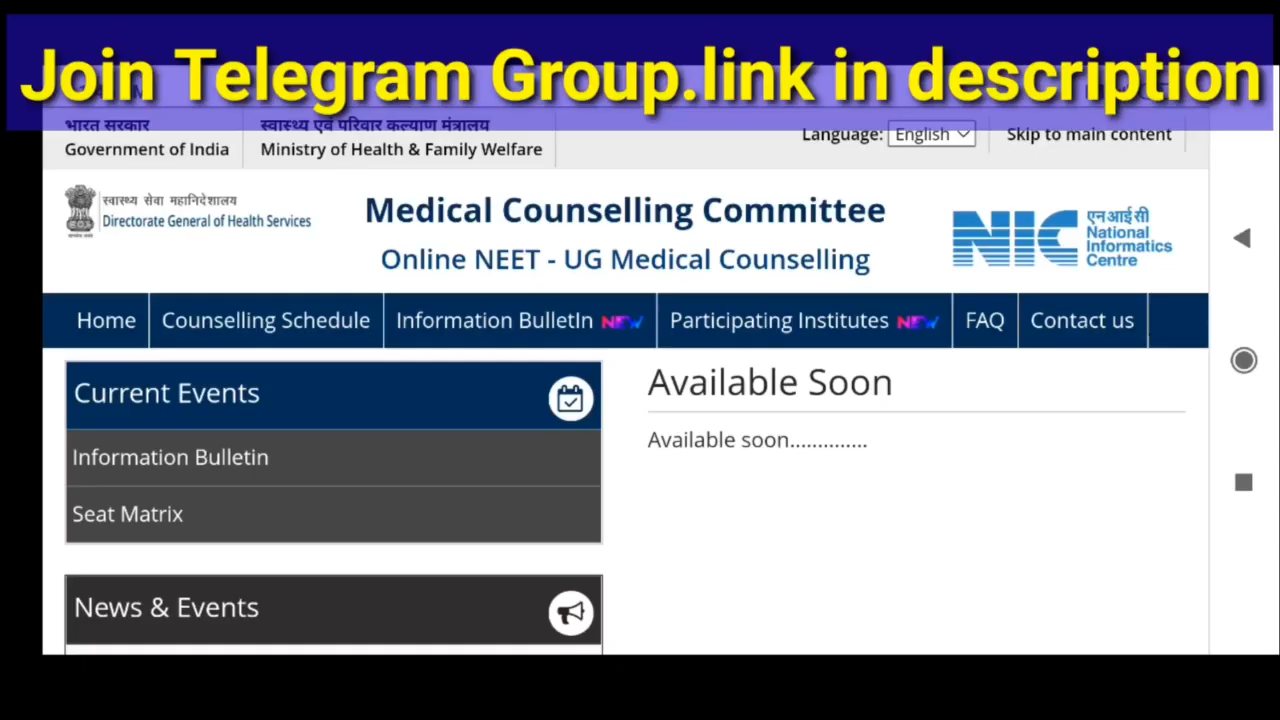 Join Telegram Group.link in description
भारत सरकार
Government of India
स्वास्थ्य एवं परिवार कल्याण मंत्रालय
Ministry of Health & Family Welfare
Language: English
Skip to main content
स्वास्थ्य सेवा महानिदेशालय
Directorate General of Health Services
Medical Counselling Committee
Online NEET - UG Medical Counselling
NIC
एन आई सी
National
Informatics
Centre
Home Counselling Schedule Information BulletIn NEW Participating Institutes NEW FAQ Contact us
Current Events
Information Bulletin
Seat Matrix
News & Events
Available Soon
Available soon..............